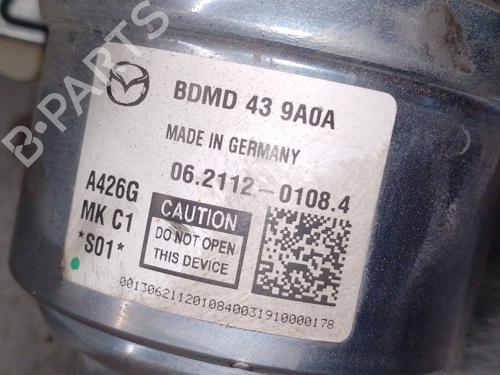 B-PARTS
BDMD 43 9A0A
MADE IN GERMANY
06.2112-0108.4
A426G
MK C1
*S01*
CAUTION
DO NOT OPEN
THIS DEVICE
0013062112010840031910000178